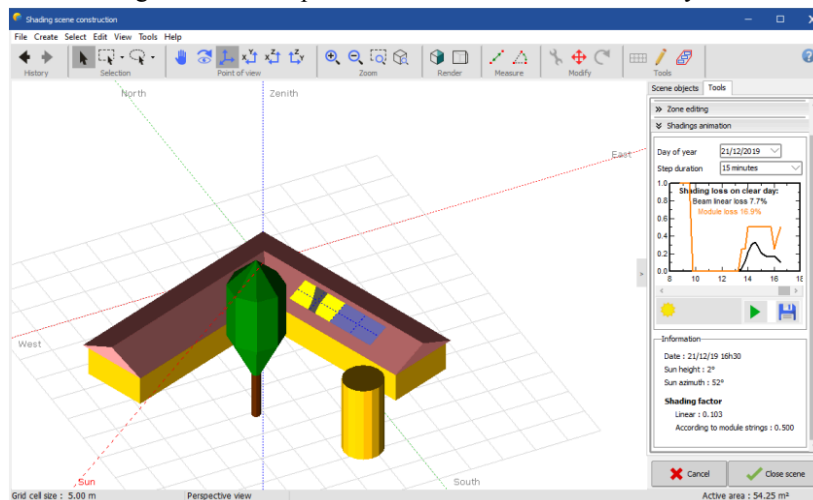 Shading scene construction
File Create Select Edit View Tools Help
History
Selection
Point of view
Zoom
Render
Measure
Modify
Tools
Scene objects Tools
Zone editing
Shadings animation
Day of year 21/12/2019
Step duration 15 minutes
Shading loss on clear day:
Beam linear loss 7.7%
Module loss 16.9%
1.0
0.8
0.6
0.4
0.2
0.0
8 10 12 14 16 18
Information
Date : 21/12/19 16h30
Sun height : 2°
Sun azimuth : 52°
Shading factor
Linear : 0.103
According to module strings : 0.500
Cancel
Close scene
North
Zenith
East
West
Sun
South
Grid cell size : 5.00 m
Perspective view
Active area : 54.25 m²